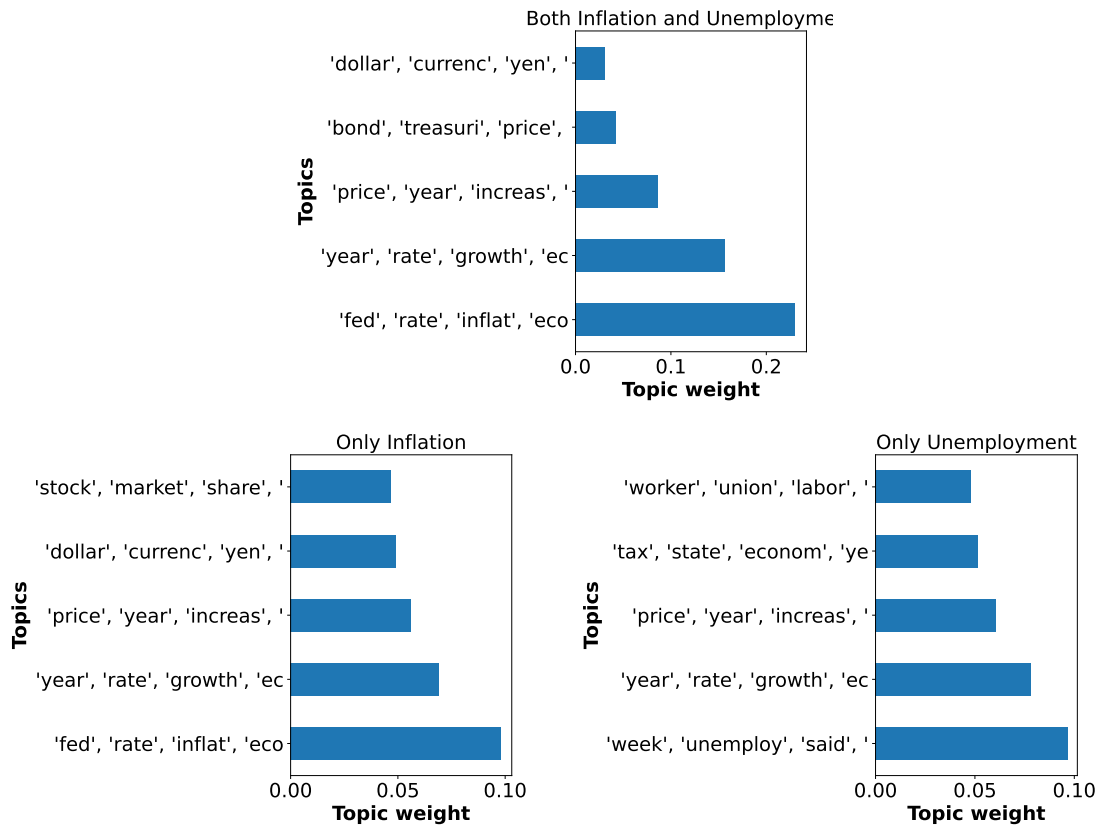 Both Inflation and Unemployme
'dollar', 'currenc', 'yen', '
'bond', 'treasuri', 'price',
'price', 'year', 'increas', '
'year', 'rate', 'growth', 'ec
'fed', 'rate', 'inflat', 'eco
Topics
0.0 0.1 0.2
Topic weight
Only Inflation
'stock', 'market', 'share', '
'dollar', 'currenc', 'yen', '
'price', 'year', 'increas', '
'year', 'rate', 'growth', 'ec
'fed', 'rate', 'inflat', 'eco
Topics
0.00 0.05 0.10
Topic weight
Only Unemployment
'worker', 'union', 'labor', '
'tax', 'state', 'econom', 'ye
'price', 'year', 'increas', '
'year', 'rate', 'growth', 'ec
'week', 'unemploy', 'said', '
Topics
0.00 0.05 0.10
Topic weight